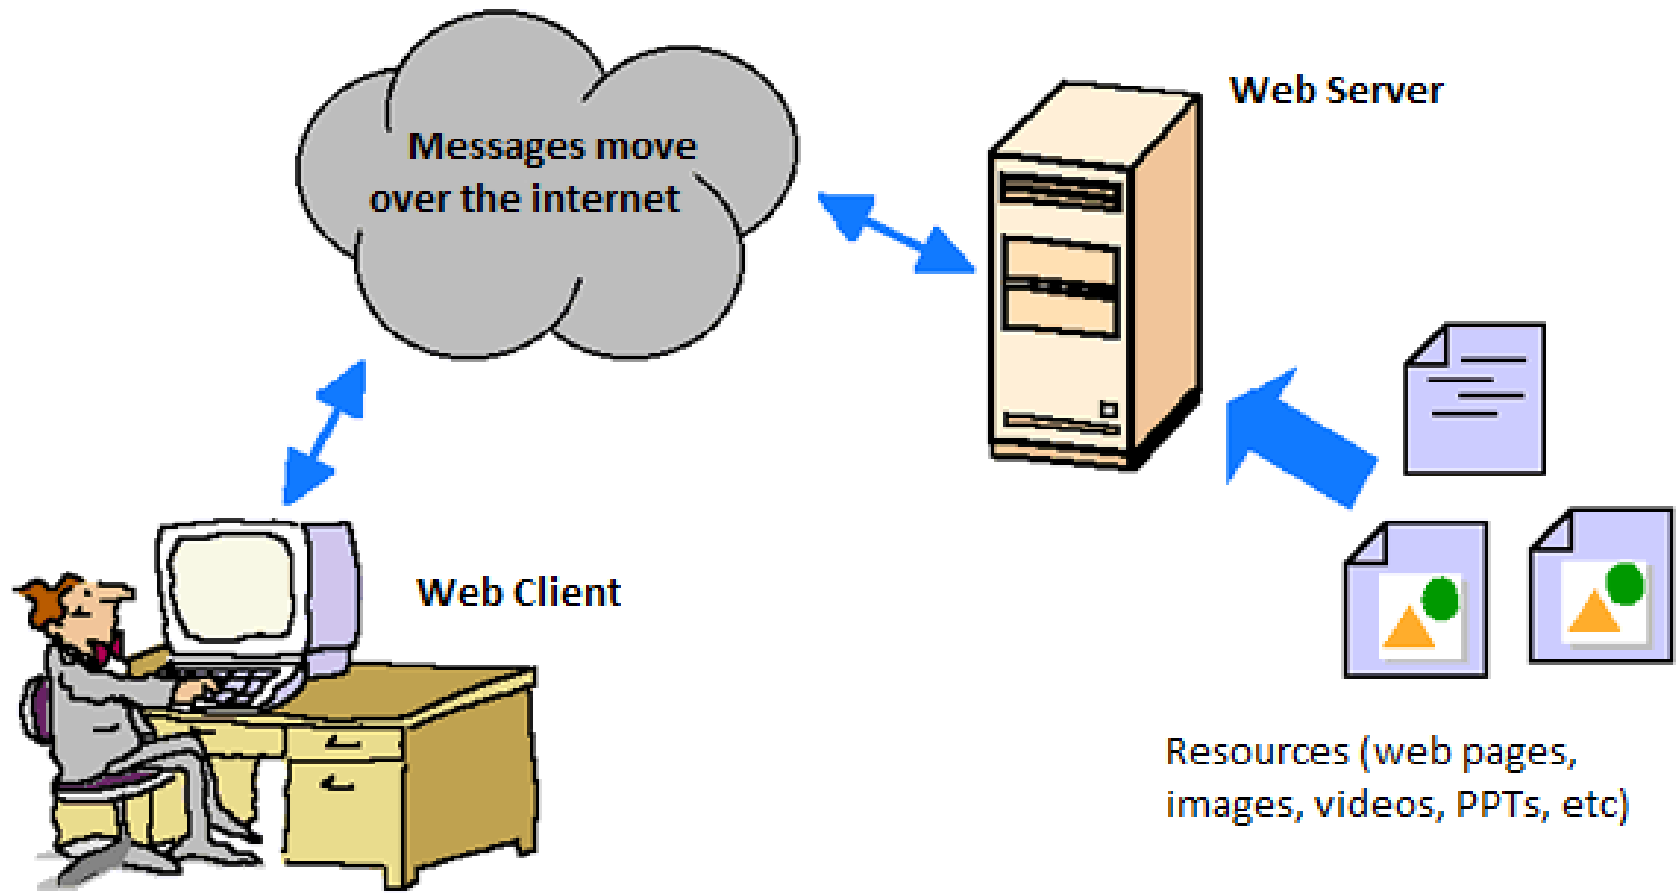 Messages move
over the internet
Web Server
Web Client
Resources (web pages,
images, videos, PPTs, etc)